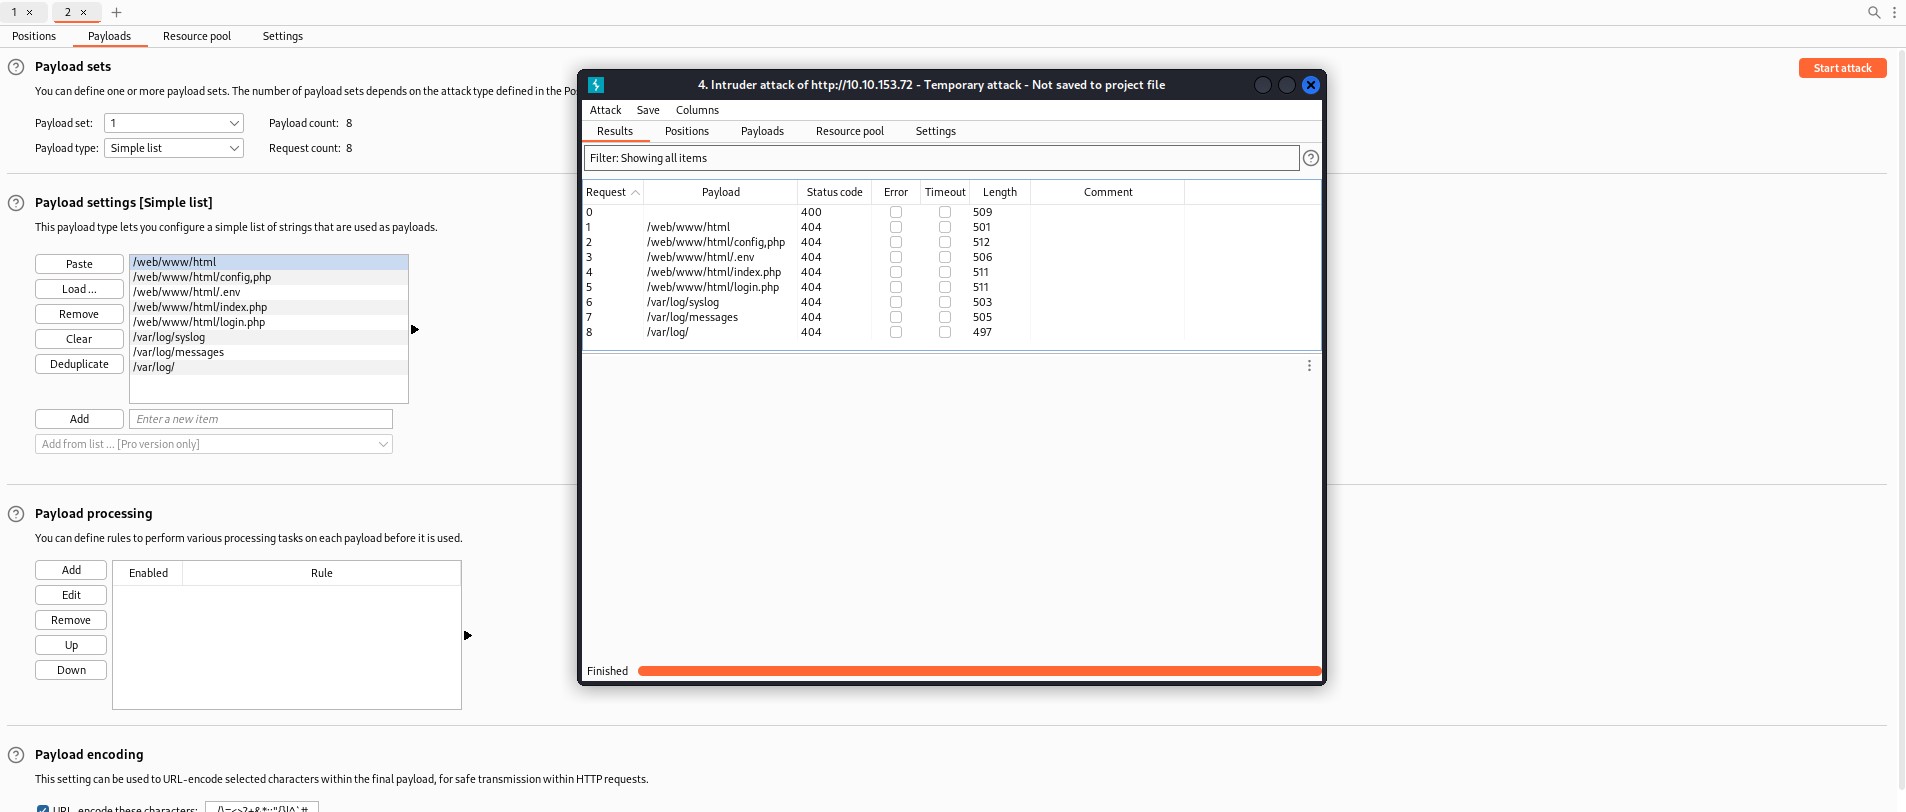 1 × 2 × +
Positions Payloads Resource pool Settings
Payload sets
Start attack
You can define one or more payload sets. The number of payload sets depends on the attack type defined in the Po
Payload set: 1 Payload count: 8
Payload type: Simple list Request count: 8
Payload settings [Simple list]
This payload type lets you configure a simple list of strings that are used as payloads.
Paste
Load ...
Remove
Clear
Deduplicate
/web/www/html
/web/www/html/config,php
/web/www/html/.env
/web/www/html/index.php
/web/www/html/login.php
/var/log/syslog
/var/log/messages
/var/log/
Add Enter a new item
Add from list ... [Pro version only]
Payload processing
You can define rules to perform various processing tasks on each payload before it is used.
Add
Edit
Remove
Up
Down
Enabled Rule
Payload encoding
This setting can be used to URL-encode selected characters within the final payload, for safe transmission within HTTP requests.
URL-encode these characters:
4. Intruder attack of http://10.10.153.72 - Temporary attack - Not saved to project file
Attack Save Columns
Results Positions Payloads Resource pool Settings
Filter: Showing all items
Request Payload Status code Error Timeout Length Comment
0 400 509
1 /web/www/html 404 501
2 /web/www/html/config,php 404 512
3 /web/www/html/.env 404 506
4 /web/www/html/index.php 404 511
5 /web/www/html/login.php 404 511
6 /var/log/syslog 404 503
7 /var/log/messages 404 505
8 /var/log/ 404 497
Finished